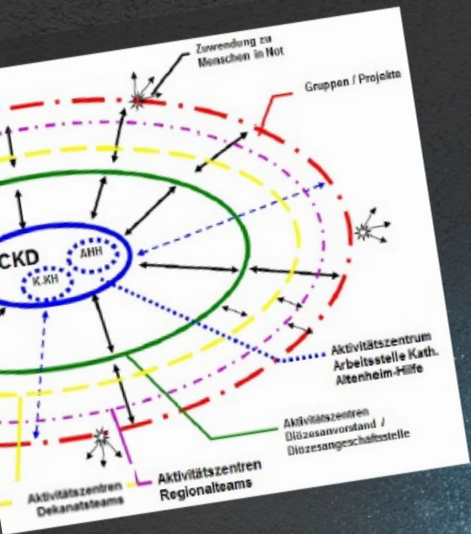 Zuwendung zu
Menschen in Not
Gruppen / Projekte
CKD
AHH
K-KH
Aktivitätszentrum
Arbeitsstelle Kath.
Altenheim-Hilfe
Aktivitätszentren
Diözesanvorstand /
Diözesangeschäftsstelle
Aktivitätszentren
Regionalteams
Aktivitätszentren
Dekanatsteams